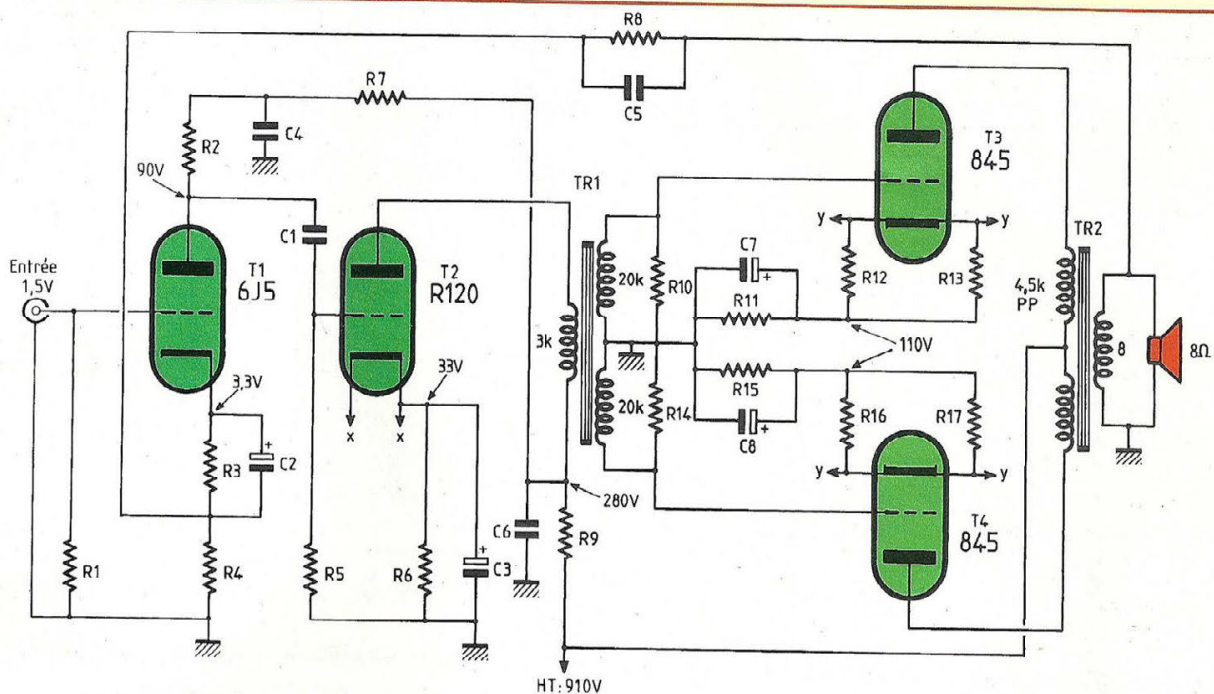 R8
R7
C5
C4
R2
90V
T3
845
TR1
Entrée
1,5V
T1
6J5
C1
T2
R120
C7
y
y
TR2
20k
R10
R12
R13
4,5k
PP
R11
3k
110V
8
8Ω
3,3V
33V
R15
20k
R14
R16
R17
x
x
C8
R3
C2
y
y
280V
T4
845
C6
R9
R1
R4
R5
R6
C3
+
+
+
+
HT:910V